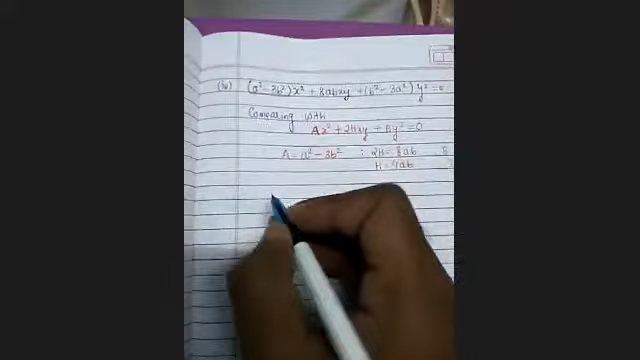 (iv) (a² - 3b²)x² + 8abxy + (b² - 3a²)y² = 0
Comparing with
Ax² + 2Hxy + By² = 0
A = a² - 3b² ; 2H = 8ab
H = 4ab